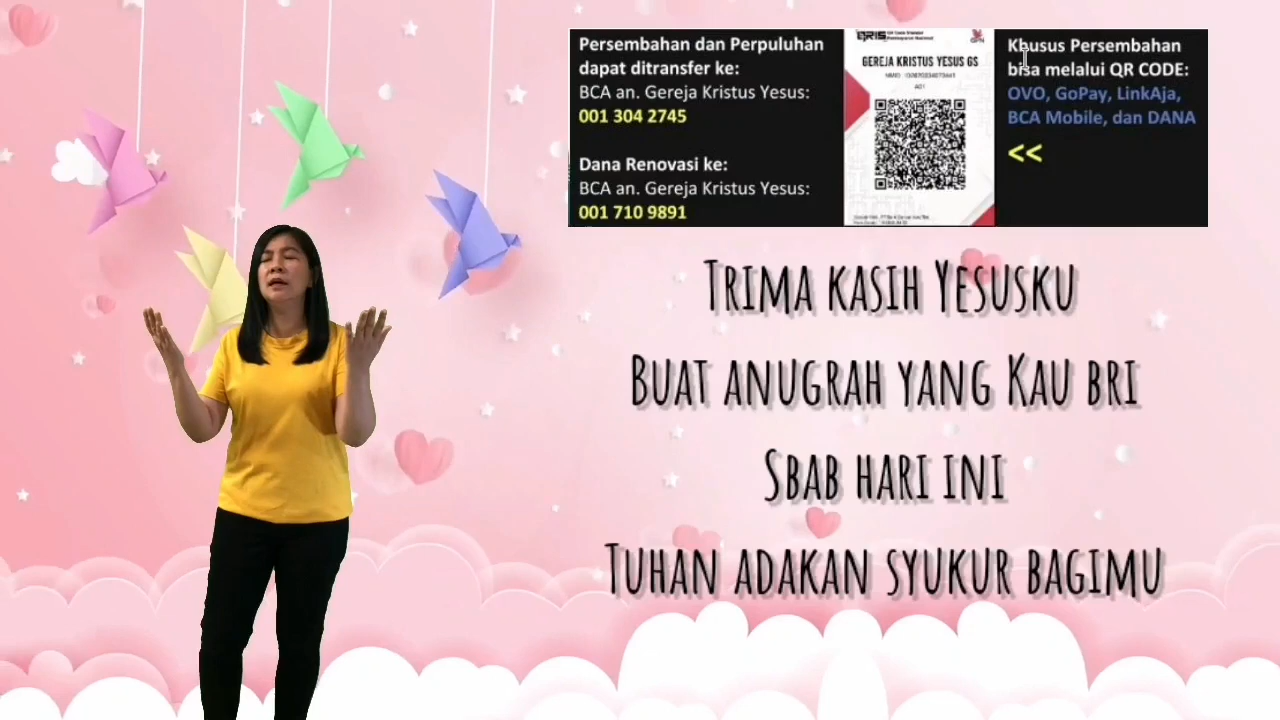 Persembahan dan Perpuluhan
dapat ditransfer ke:
BCA an. Gereja Kristus Yesus:
001 304 2745
Dana Renovasi ke:
BCA an. Gereja Kristus Yesus:
001 710 9891
QRIS
GEREJA KRISTUS YESUS GS
A01
Khusus Persembahan
bisa melalui QR CODE:
OVO, GoPay, LinkAja,
BCA Mobile, dan DANA
<<
TRIMA KASIH YESUSKU
BUAT ANUGRAH YANG KAU BRI
SBAB HARI INI
TUHAN ADAKAN SYUKUR BAGIMU